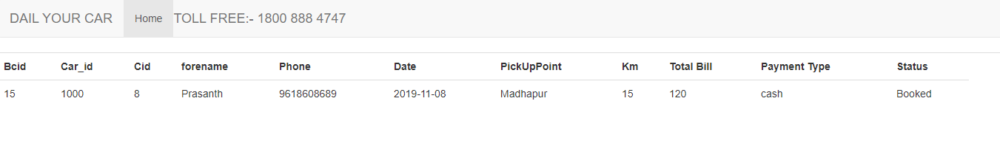 DAIL YOUR CAR Home TOLL FREE:- 1800 888 4747
Bcid Car_id Cid forename Phone Date PickUpPoint Km Total Bill Payment Type Status
15 1000 8 Prasanth 9618608689 2019-11-08 Madhapur 15 120 cash Booked